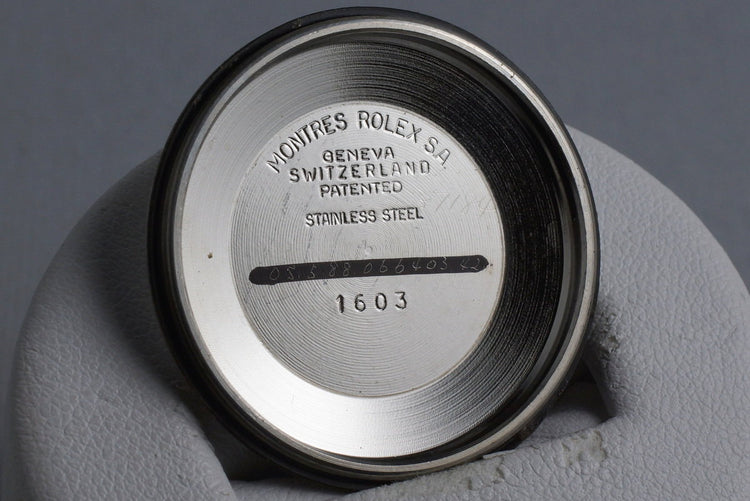 MONTRES ROLEX S.A.
GENEVA
SWITZERLAND
PATENTED
STAINLESS STEEL
1603